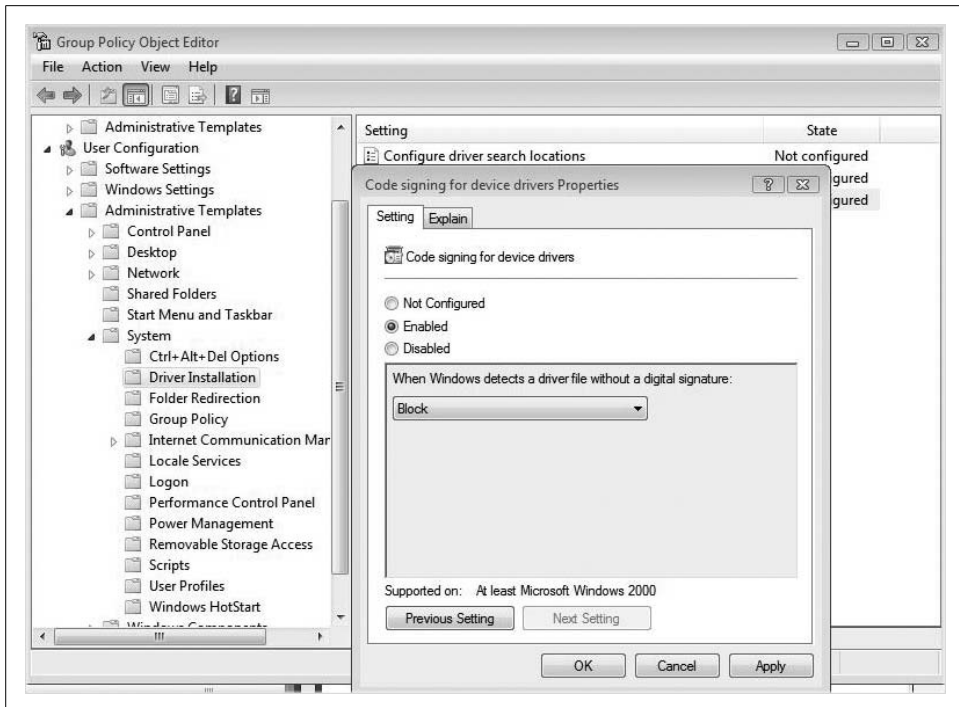 Group Policy Object Editor
File Action View Help
Administrative Templates
User Configuration
Software Settings
Windows Settings
Administrative Templates
Control Panel
Desktop
Network
Shared Folders
Start Menu and Taskbar
System
Ctrl+Alt+Del Options
Driver Installation
Folder Redirection
Group Policy
Internet Communication Mar
Locale Services
Logon
Performance Control Panel
Power Management
Removable Storage Access
Scripts
User Profiles
Windows HotStart
Setting State
Configure driver search locations Not configured
gured
gured
Code signing for device drivers Properties
Setting Explain
Code signing for device drivers
Not Configured
Enabled
Disabled
When Windows detects a driver file without a digital signature:
Block
Supported on: At least Microsoft Windows 2000
Previous Setting Next Setting
OK Cancel Apply